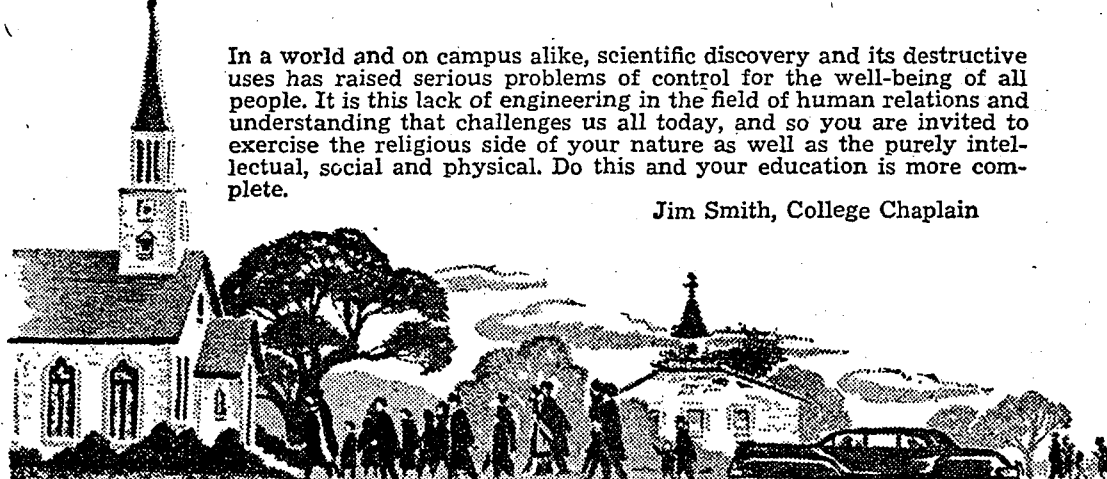 In a world and on campus alike, scientific discovery and its destructive
uses has raised serious problems of control for the well-being of all
people. It is this lack of engineering in the field of human relations and
understanding that challenges us all today, and so you are invited to
exercise the religious side of your nature as well as the purely intel-
lectual, social and physical. Do this and your education is more com-
plete.
Jim Smith, College Chaplain